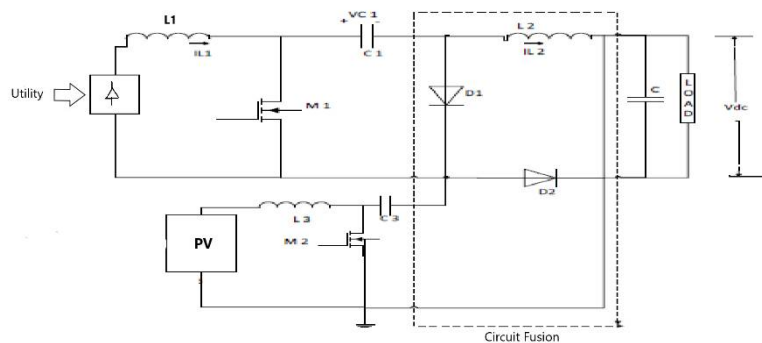 L1
IL1
+ VC 1 -
C 1
L 2
IL 2
Utility
M 1
D1
C
LOAD
Vdc
D2
L 3
C 3
PV
M 2
Circuit Fusion